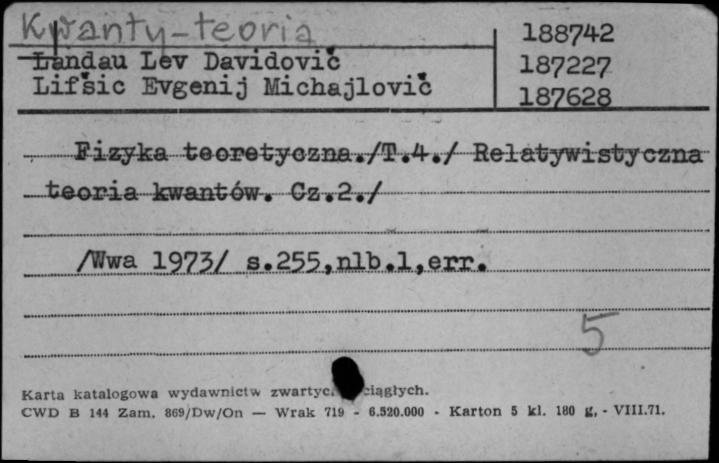 Kwanty-teoria
188742
Landau Lev Davidovič
187227
Lifšic Evgenij Michajlovič
187628
Fizyka teoretyczna./T.4./ Relatywistyczna
teoria kwantów. Cz.2./
/Wwa 1973/ s.255,nlb.1,err.
5
Karta katalogowa wydawnictw ciągłych.
CWD B 144 Zam. 869/Dw/On — Wrak 719 - 6.520.000 - Karton 5 kl. 180 g. - VIII.71.